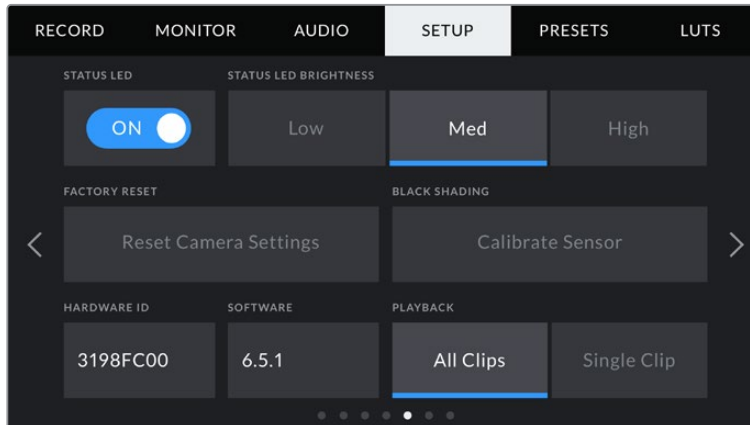 RECORD MONITOR AUDIO SETUP PRESETS LUTS
STATUS LED STATUS LED BRIGHTNESS
ON Low Med High
FACTORY RESET BLACK SHADING
Reset Camera Settings Calibrate Sensor
HARDWARE ID SOFTWARE PLAYBACK
3198FC00 6.5.1 All Clips Single Clip